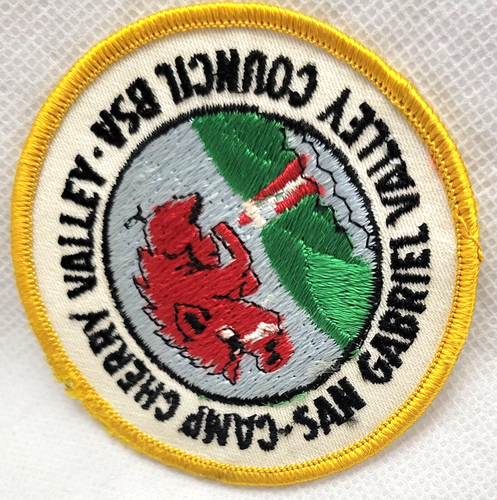 CAMP CHERRY VALLEY · SAN GABRIEL VALLEY COUNCIL BSA ·